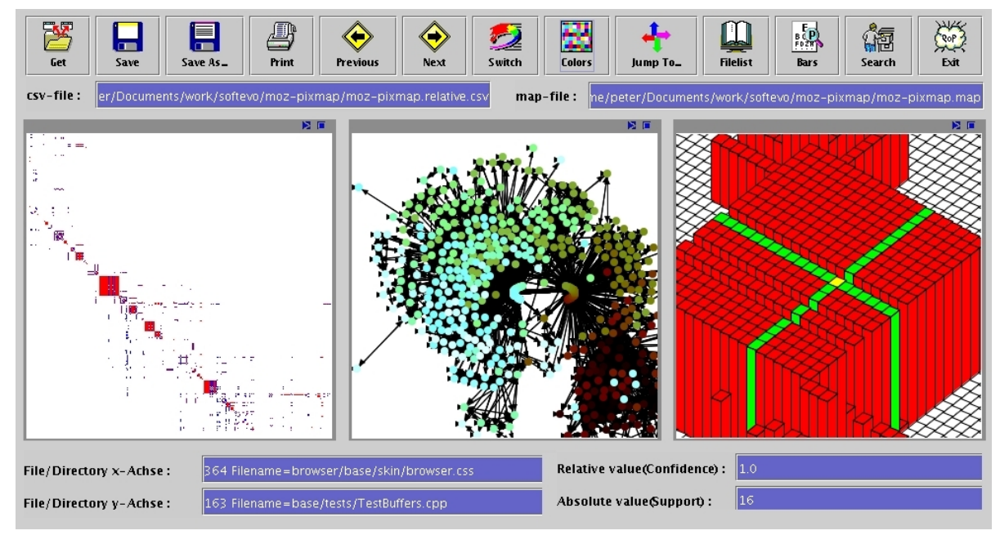 Get Save Save As... Print Previous Next Switch Colors Jump To... Filelist Bars Search Exit
csv-file : er/Documents/work/softevo/moz-pixmap/moz-pixmap.relative.csv map-file : ne/peter/Documents/work/softevo/moz-pixmap/moz-pixmap.map
File/Directory x-Achse : 364 Filename=browser/base/skin/browser.css Relative value(Confidence) : 1.0
File/Directory y-Achse : 163 Filename=base/tests/TestBuffers.cpp Absolute value(Support) : 16